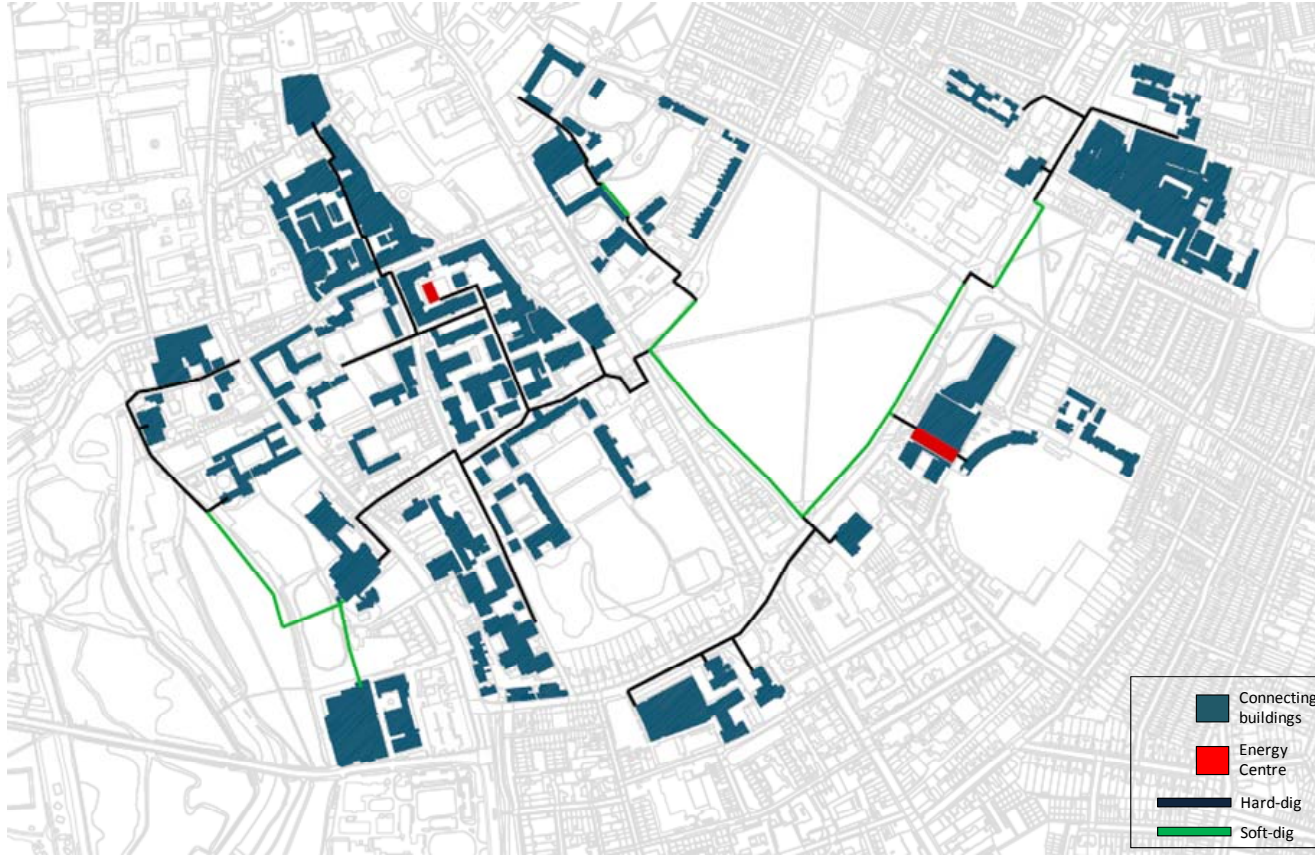 Connecting
buildings
Energy
Centre
Hard-dig
Soft-dig